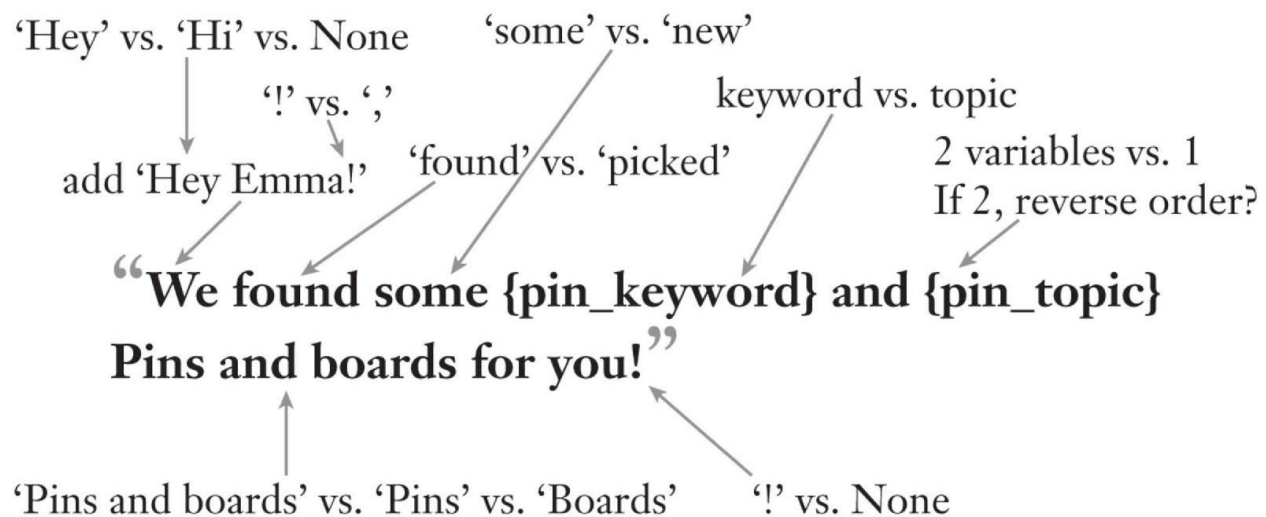 ‘Hey’ vs. ‘Hi’ vs. None
‘some’ vs. ‘new’
‘!’ vs. ‘,’
keyword vs. topic
add ‘Hey Emma!’
‘found’ vs. ‘picked’
2 variables vs. 1
If 2, reverse order?
“We found some {pin_keyword} and {pin_topic}
Pins and boards for you!”
‘Pins and boards’ vs. ‘Pins’ vs. ‘Boards’
‘!’ vs. None